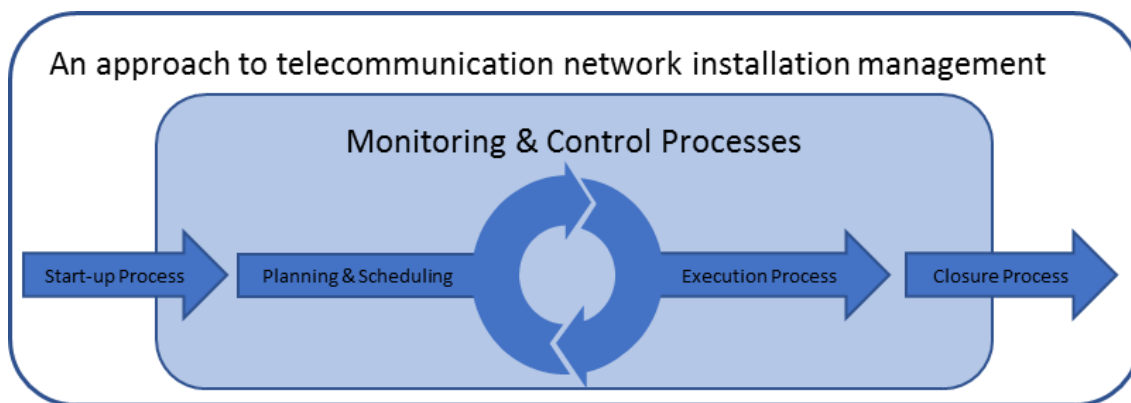 An approach to telecommunication network installation management
Monitoring & Control Processes
Start-up Process
Planning & Scheduling
Execution Process
Closure Process